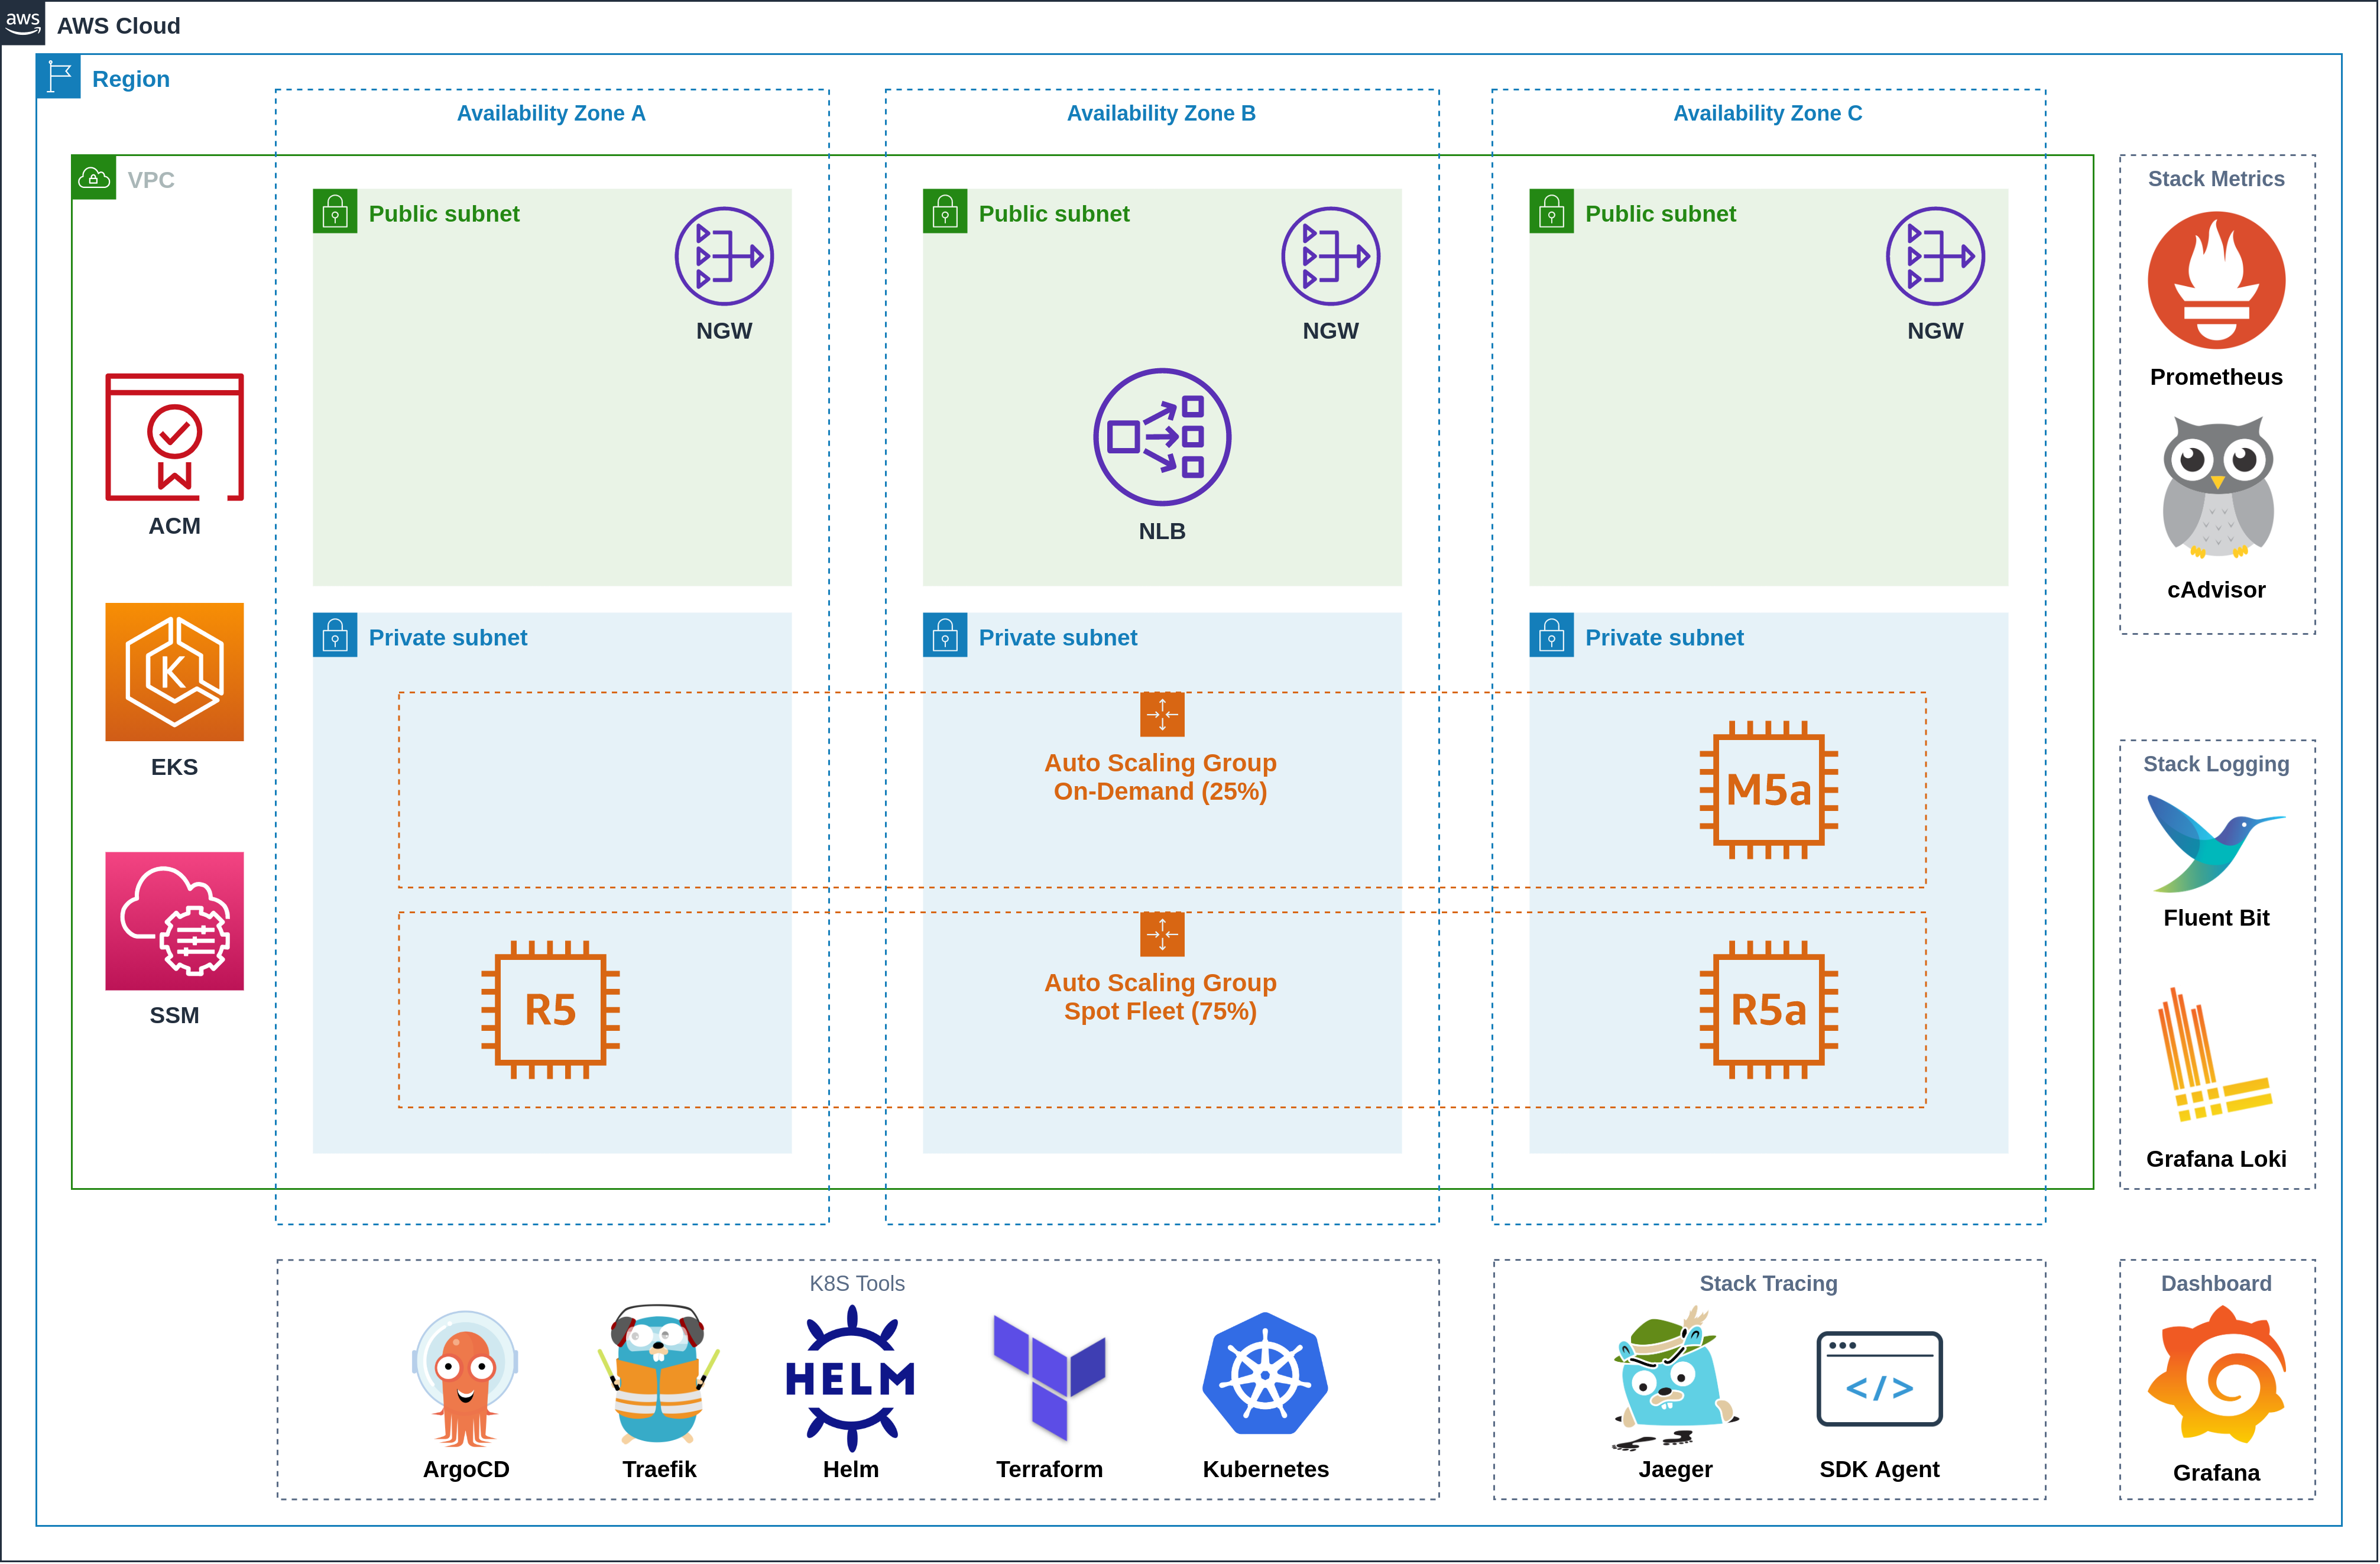 aws
AWS Cloud
Region
Availability Zone A
Availability Zone B
Availability Zone C
VPC
Public subnet
NGW
Public subnet
NGW
NLB
Public subnet
NGW
ACM
EKS
K
SSM
Private subnet
Private subnet
Private subnet
Auto Scaling Group
On-Demand (25%)
M5a
R5
Auto Scaling Group
Spot Fleet (75%)
R5a
Stack Metrics
Prometheus
cAdvisor
Stack Logging
Fluent Bit
Grafana Loki
K8S Tools
ArgoCD
Traefik
HELM
Helm
Terraform
Kubernetes
Stack Tracing
Jaeger
</>
SDK Agent
Dashboard
Grafana